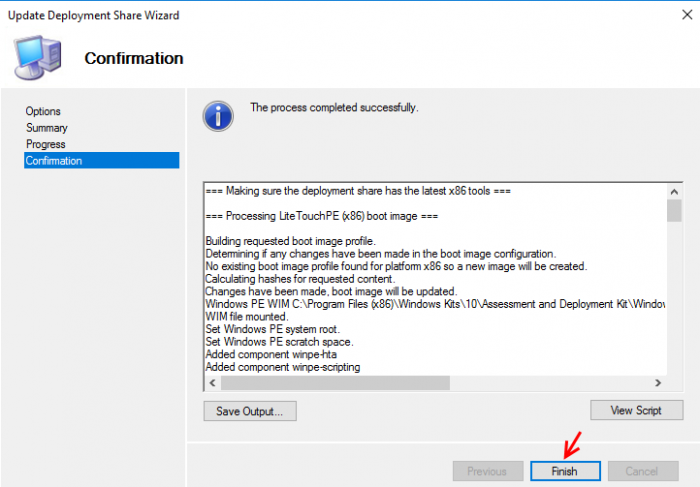 Update Deployment Share Wizard
Confirmation
Options
Summary
Progress
Confirmation
The process completed successfully.
=== Making sure the deployment share has the latest x86 tools ===
=== Processing LiteTouchPE (x86) boot image ===
Building requested boot image profile.
Determining if any changes have been made in the boot image configuration.
No existing boot image profile found for platform x86 so a new image will be created.
Calculating hashes for requested content.
Changes have been made, boot image will be updated.
Windows PE WIM C:\Program Files (x86)\Windows Kits\10\Assessment and Deployment Kit\Window
WIM file mounted.
Set Windows PE system root.
Set Windows PE scratch space.
Added component winpe-hta
Added component winpe-scripting
Save Output...
View Script
Previous
Finish
Cancel